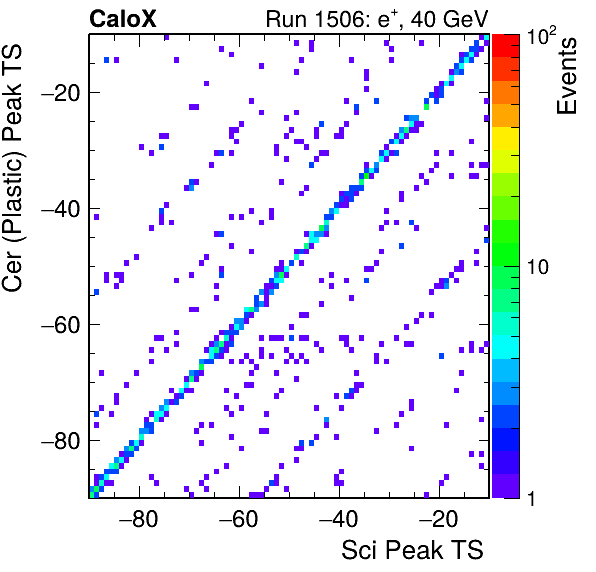 CaloX Run 1506: e+, 40 GeV
Cer (Plastic) Peak TS
−20
−40
−60
−80
−80 −60 −40 −20
Sci Peak TS
10²
10
1
Events